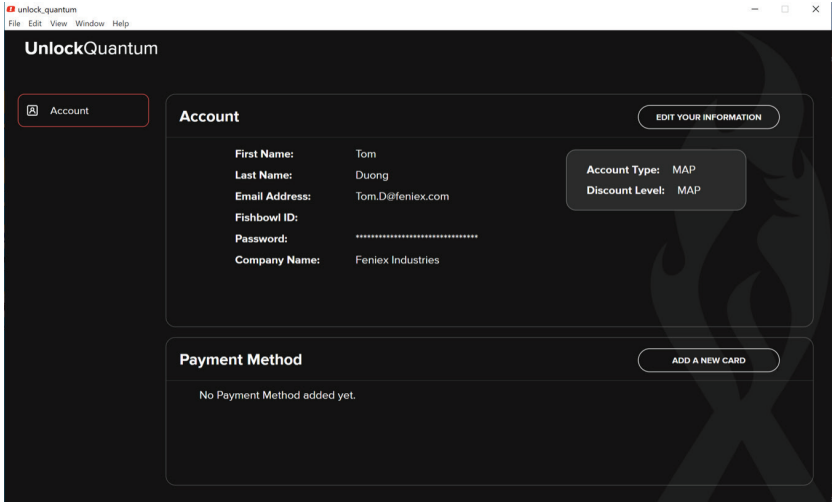 unlock_quantum
File Edit View Window Help
UnlockQuantum
Account
Account
EDIT YOUR INFORMATION
First Name: Tom
Last Name: Duong
Email Address: Tom.D@feniex.com
Fishbowl ID:
Password: ********************************
Company Name: Feniex Industries
Account Type: MAP
Discount Level: MAP
Payment Method
ADD A NEW CARD
No Payment Method added yet.